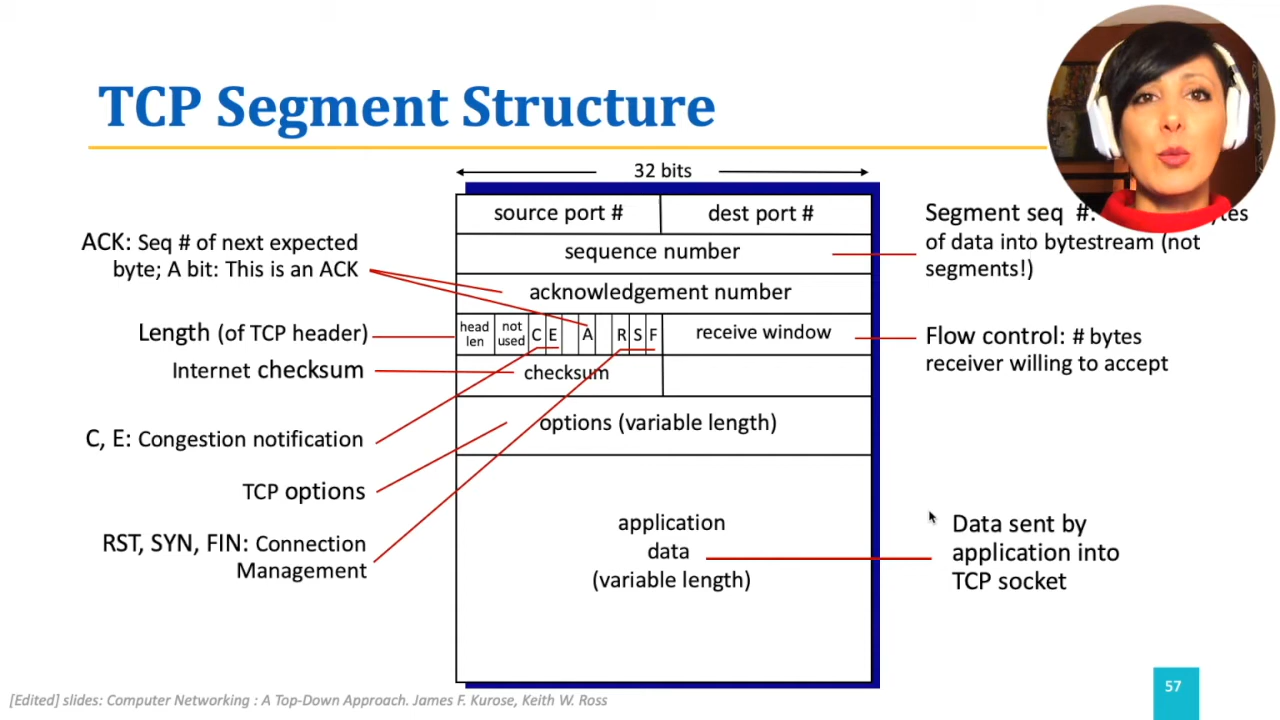 TCP Segment Structure
32 bits
source port #
dest port #
sequence number
acknowledgement number
head
len
not
used
C
E
A
R
S
F
receive window
checksum
options (variable length)
application
data
(variable length)
ACK: Seq # of next expected
byte; A bit: This is an ACK
Length (of TCP header)
Internet checksum
C, E: Congestion notification
TCP options
RST, SYN, FIN: Connection
Management
Segment seq #:
of data into bytestream (not
segments!)
Flow control: # bytes
receiver willing to accept
Data sent by
application into
TCP socket
[Edited] slides: Computer Networking : A Top-Down Approach. James F. Kurose, Keith W. Ross
57